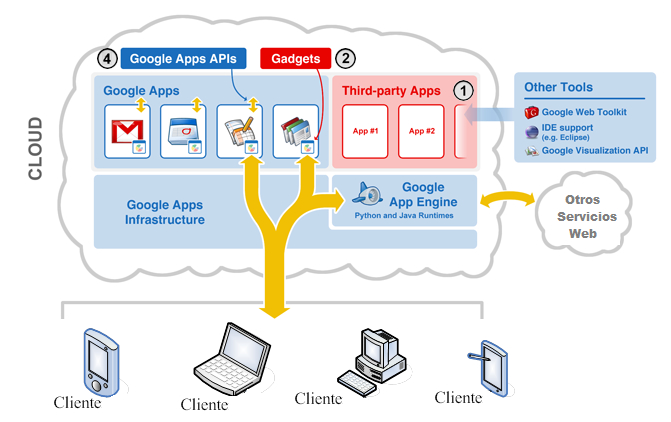 4
Google Apps APIs
Gadgets
2
Google Apps
Third-party Apps
1
App #1
App #2
Other Tools
Google Web Toolkit
IDE support
(e.g. Eclipse)
Google Visualization API
CLOUD
Google Apps
Infrastructure
Google
App Engine
Python and Java Runtimes
Otros
Servicios
Web
Cliente
Cliente
Cliente
Cliente